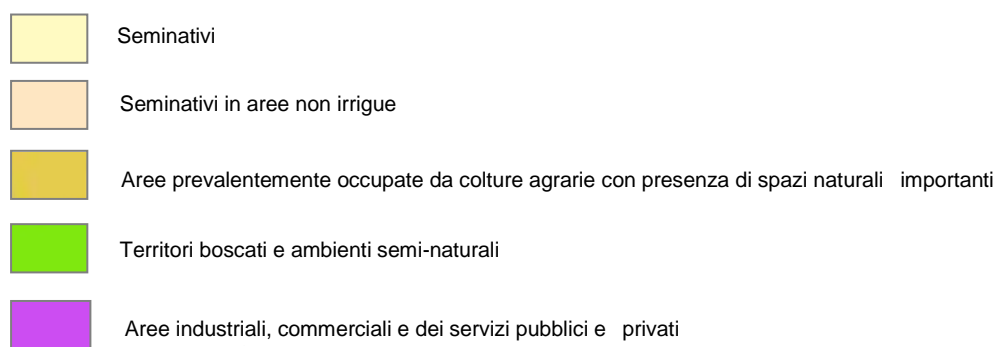 Seminativi
Seminativi in aree non irrigue
Aree prevalentemente occupate da colture agrarie con presenza di spazi naturali importanti
Territori boscati e ambienti semi-naturali
Aree industriali, commerciali e dei servizi pubblici e privati